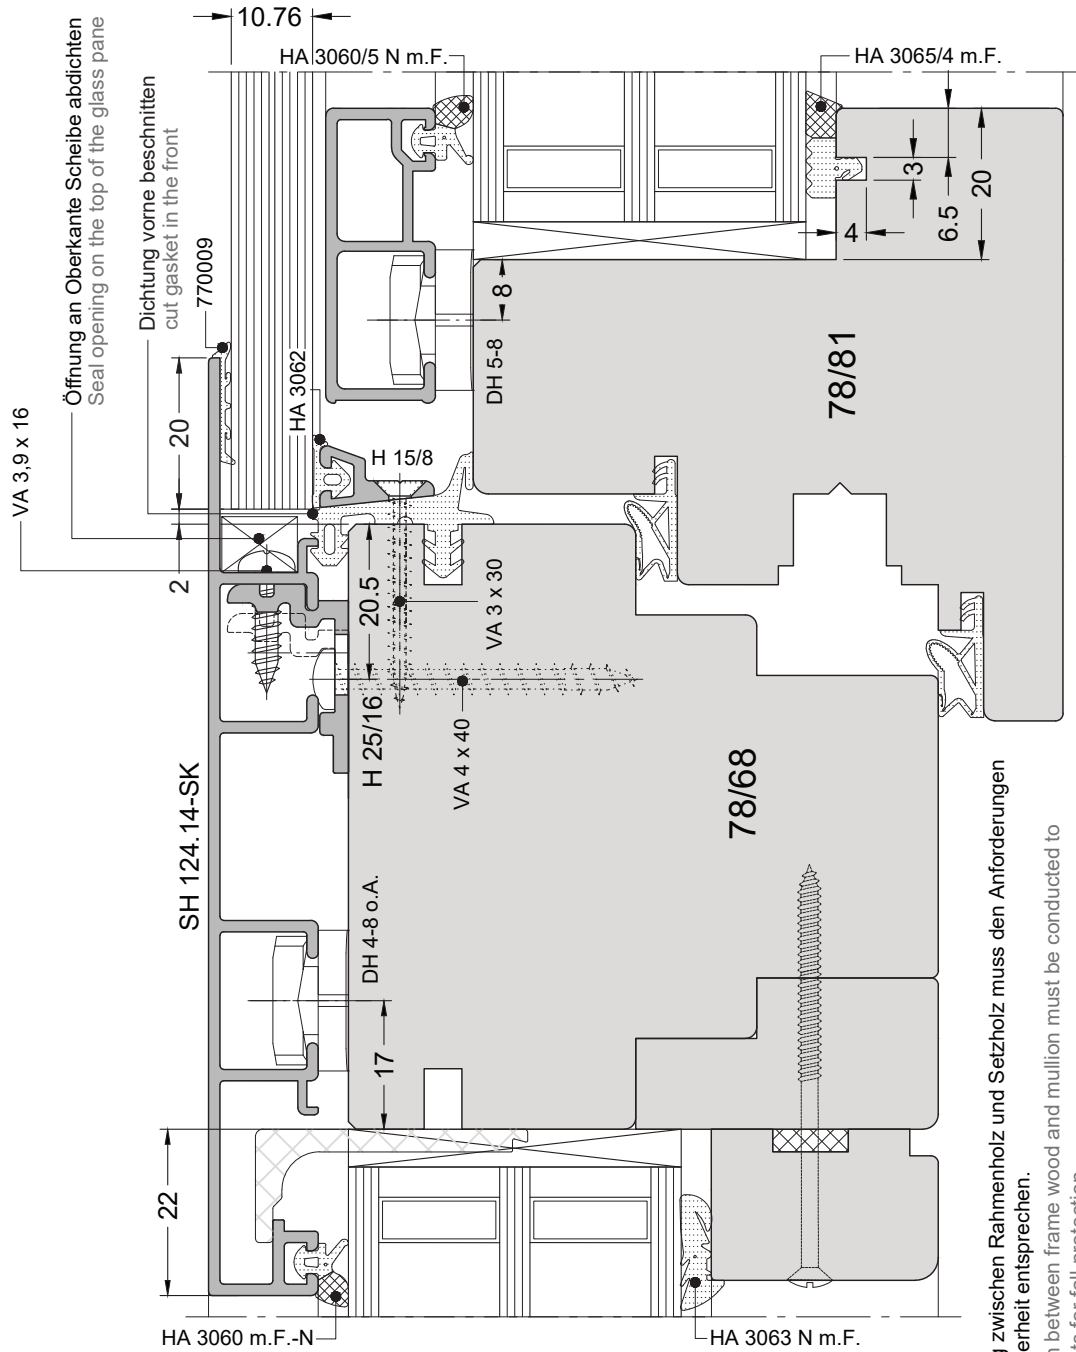 10.76
HA 3060/5 N m.F.
HA 3065/4 m.F.
Öffnung an Oberkante Scheibe abdichten
Seal opening on the top of the glass pane
Dichtung vorne beschnitten
cut gasket in the front
770009
VA 3,9 x 16
20
2
HA 3062
H 15/8
DH 5-8
8
3
4
6.5
20
78/81
20.5
VA 3 x 30
H 25/16
VA 4 x 40
78/68
SH 124.14-SK
DH 4-8 o.A.
17
22
HA 3060 m.F.-N
HA 3063 N m.F.
zwischen Rahmenholz und Setzholz muss den Anforderungen
entsprechen.
between frame wood and mullion must be conducted to
for fall protection